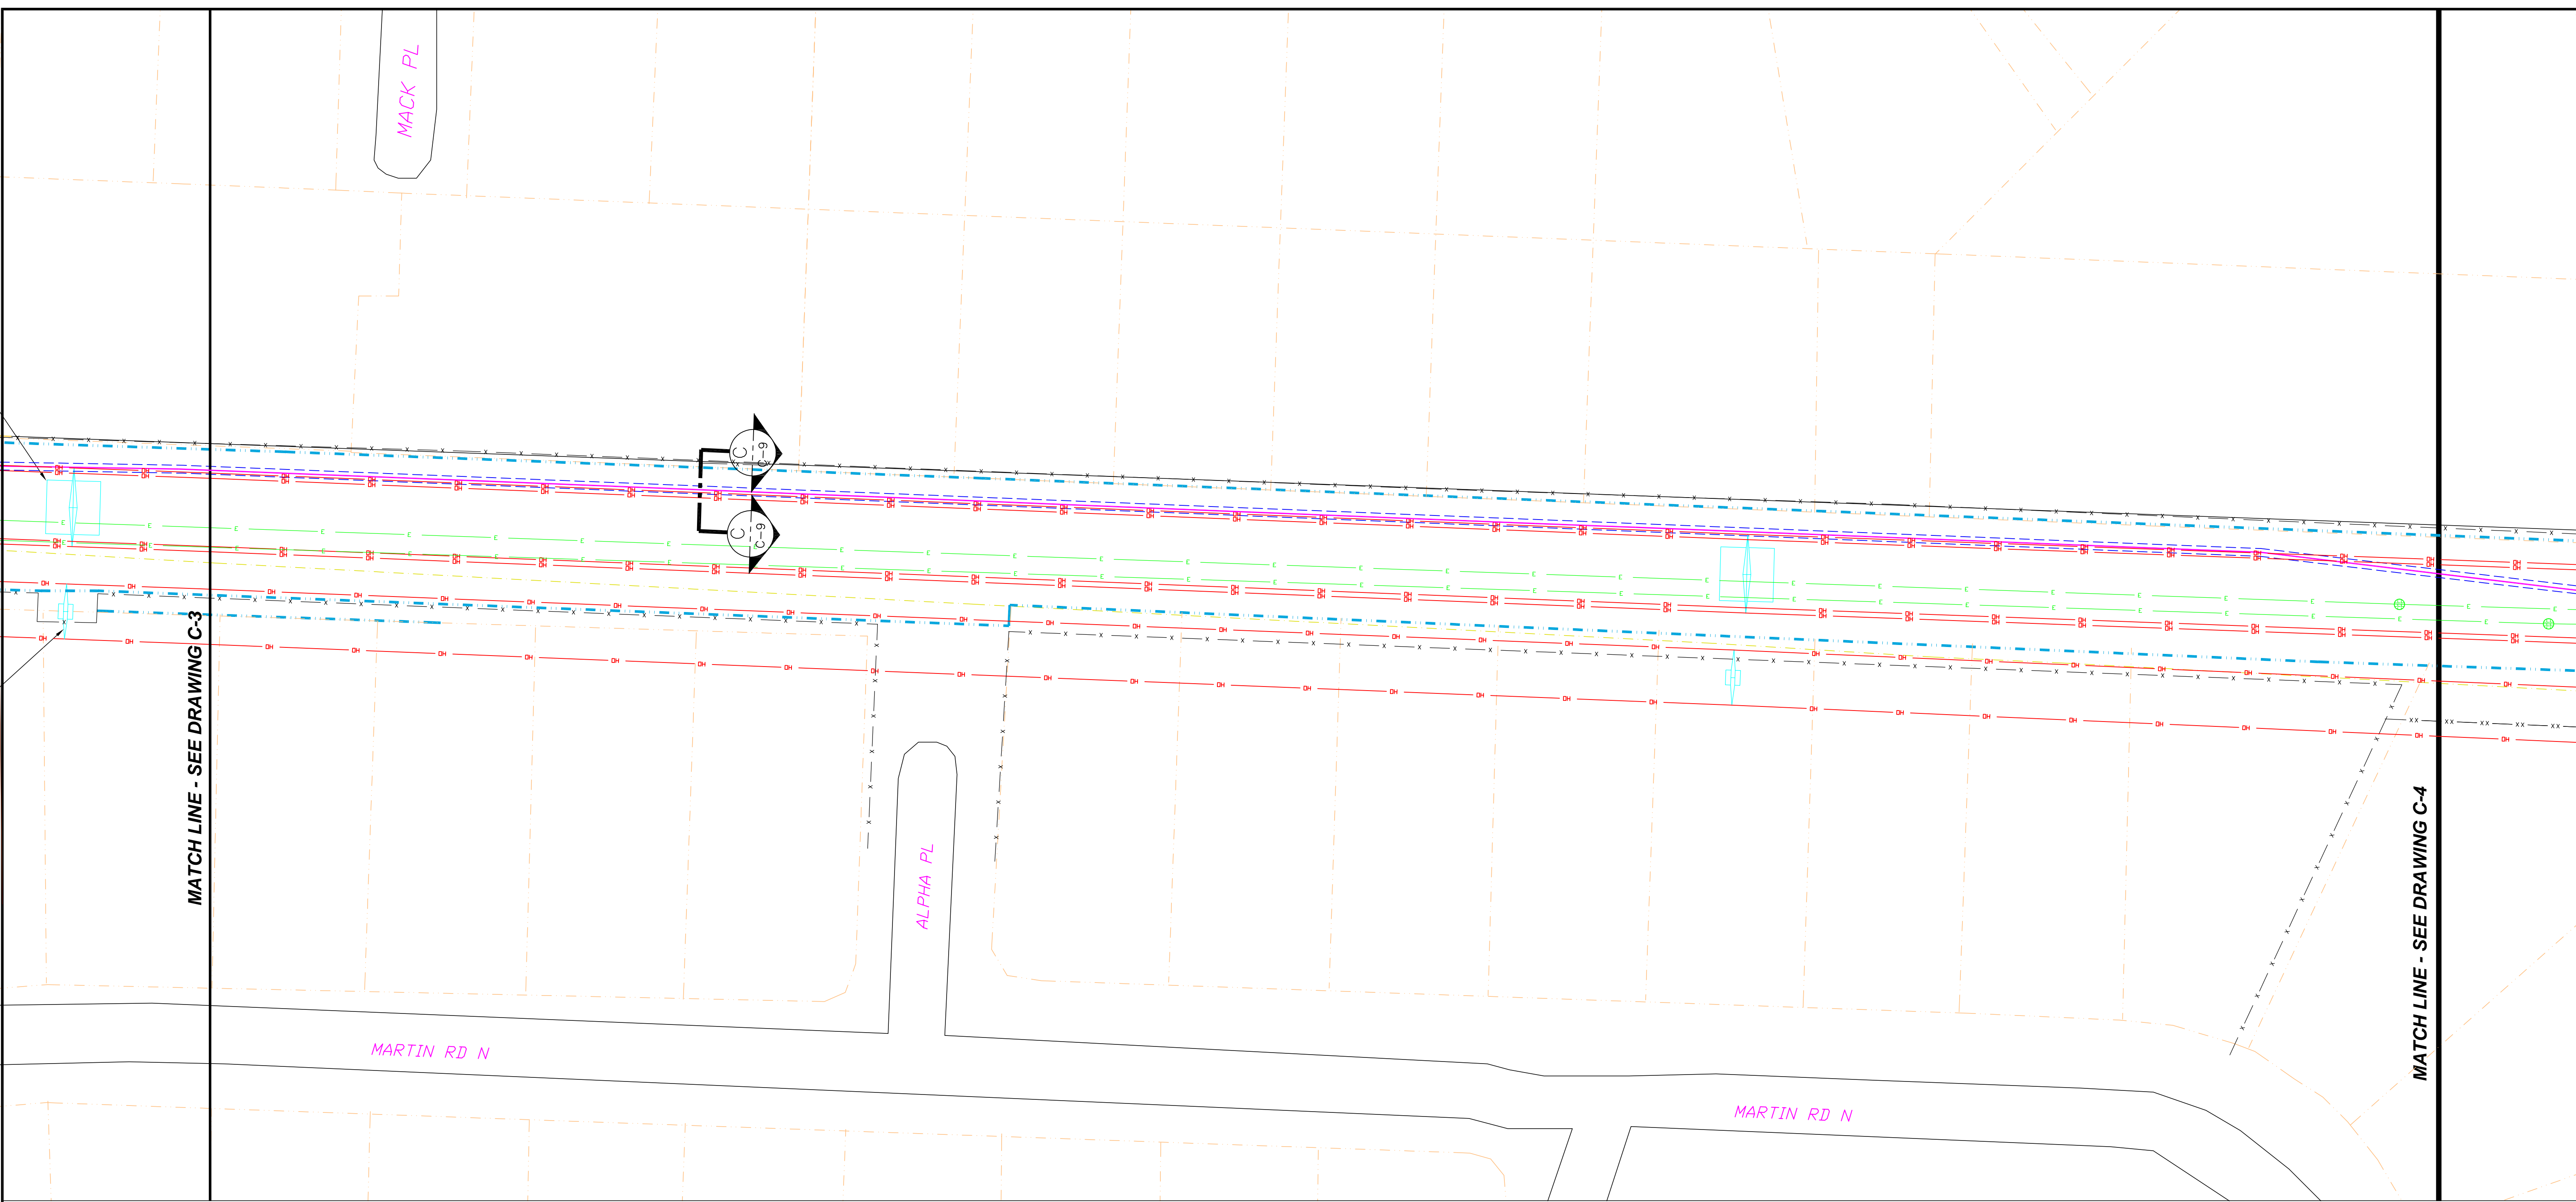 MACK PL
C
C-9
C
C-9
MATCH LINE - SEE DRAWING C-3
MATCH LINE - SEE DRAWING C-4
ALPHA PL
MARTIN RD N
MARTIN RD N